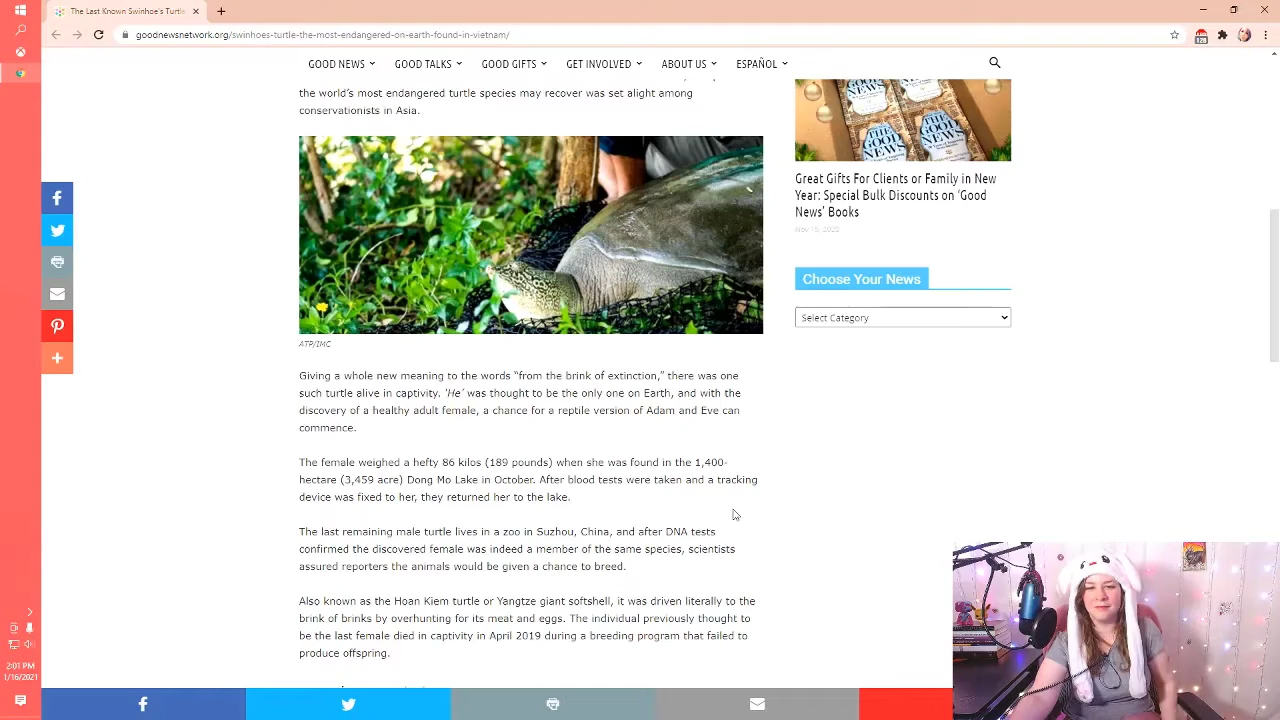 The Last Known Swinhoe's Turtle
goodnewsnetwork.org/swinhoes-turtle-the-most-endangered-on-earth-found-in-vietnam/
128
GOOD NEWS GOOD TALKS GOOD GIFTS GET INVOLVED ABOUT US ESPAÑOL
the world's most endangered turtle species may recover was set alight among
conservationists in Asia.
ATP/IMC
Giving a whole new meaning to the words “from the brink of extinction,” there was one
such turtle alive in captivity. ‘He’ was thought to be the only one on Earth, and with the
discovery of a healthy adult female, a chance for a reptile version of Adam and Eve can
commence.
The female weighed a hefty 86 kilos (189 pounds) when she was found in the 1,400-
hectare (3,459 acre) Dong Mo Lake in October. After blood tests were taken and a tracking
device was fixed to her, they returned her to the lake.
The last remaining male turtle lives in a zoo in Suzhou, China, and after DNA tests
confirmed the discovered female was indeed a member of the same species, scientists
assured reporters the animals would be given a chance to breed.
Also known as the Hoan Kiem turtle or Yangtze giant softshell, it was driven literally to the
brink of brinks by overhunting for its meat and eggs. The individual previously thought to
be the last female died in captivity in April 2019 during a breeding program that failed to
produce offspring.
GOOD
NEWS
THE
GOOD
NEWS
THE
GOOD
NEWS
Great Gifts For Clients or Family in New
Year: Special Bulk Discounts on ‘Good
News’ Books
Nov 15, 2020
Choose Your News
Select Category
2:01 PM
1/16/2021